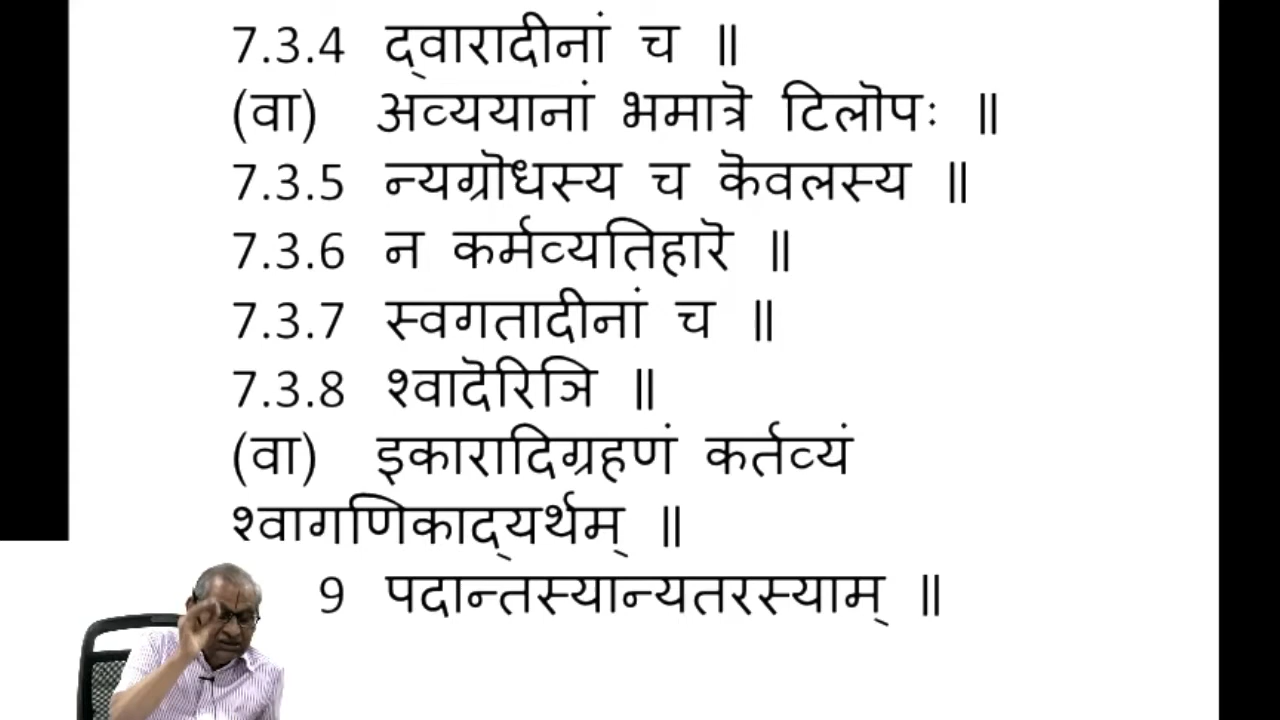 7.3.4 द्‌वारादीनां च ॥
(वा) अव्ययानां भमात्रॆ टिलॊपः ॥
7.3.5 न्यग्रॊधस्य च कॆवलस्य ॥
7.3.6 न कर्मव्यतिहारॆ ॥
7.3.7 स्वगतादीनां च ॥
7.3.8 श्वादॆरिञि ॥
(वा) इकारादिग्रहणं कर्तव्यं
श्वागणिकाद्‌यर्थम् ॥
9 पदान्तस्यान्यतरस्याम् ॥